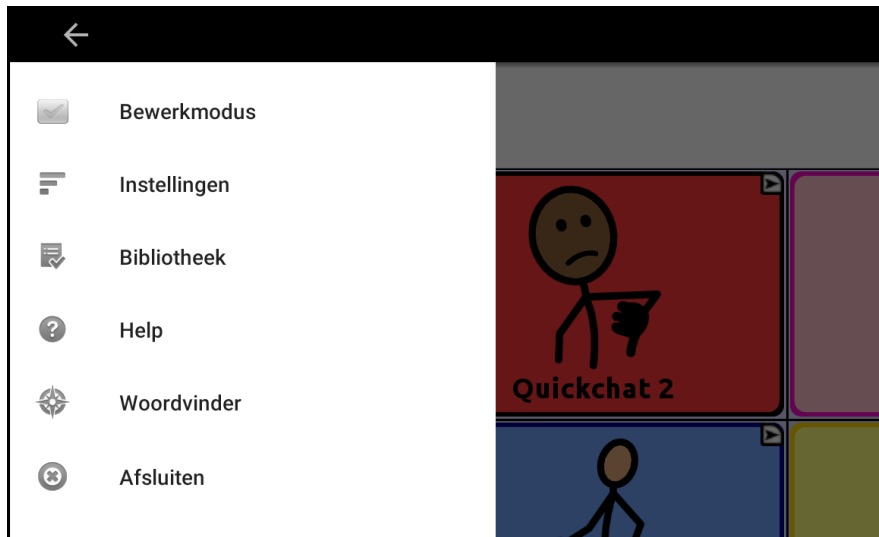 Bewerkmodus
Instellingen
Bibliotheek
Help
Woordvinder
Afsluiten
Quickchat 2